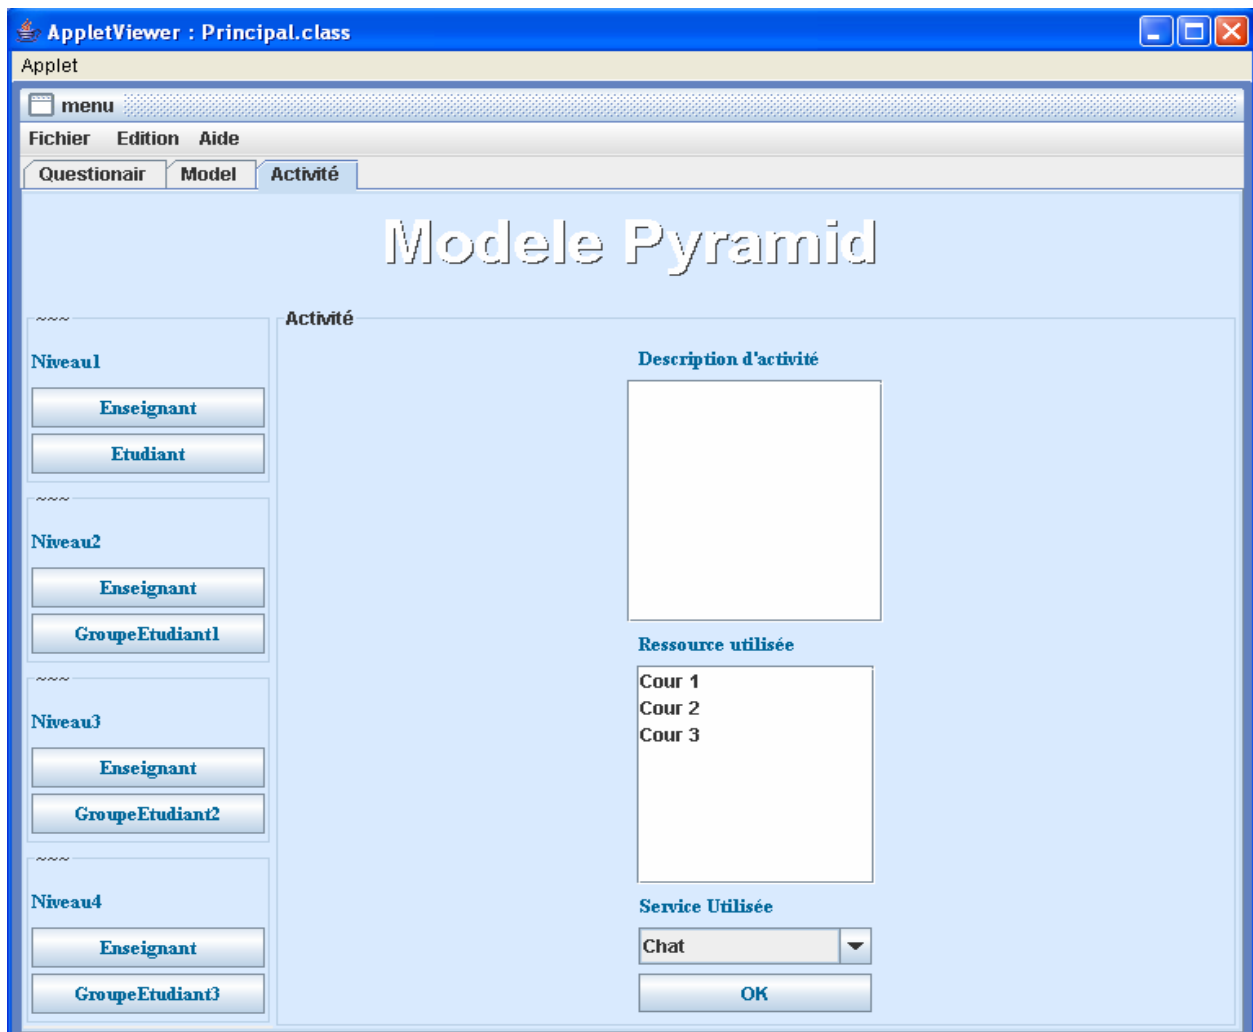 AppletViewer : Principal.class
Applet
menu
Fichier Edition Aide
Questionair Model Activité
Modele Pyramid
~~~
Niveau1
Enseignant
Etudiant
~~~
Niveau2
Enseignant
GroupeEtudiant1
~~~
Niveau3
Enseignant
GroupeEtudiant2
~~~
Niveau4
Enseignant
GroupeEtudiant3
Activité
Description d'activité
Ressource utilisée
Cour 1
Cour 2
Cour 3
Service Utilisée
Chat
OK